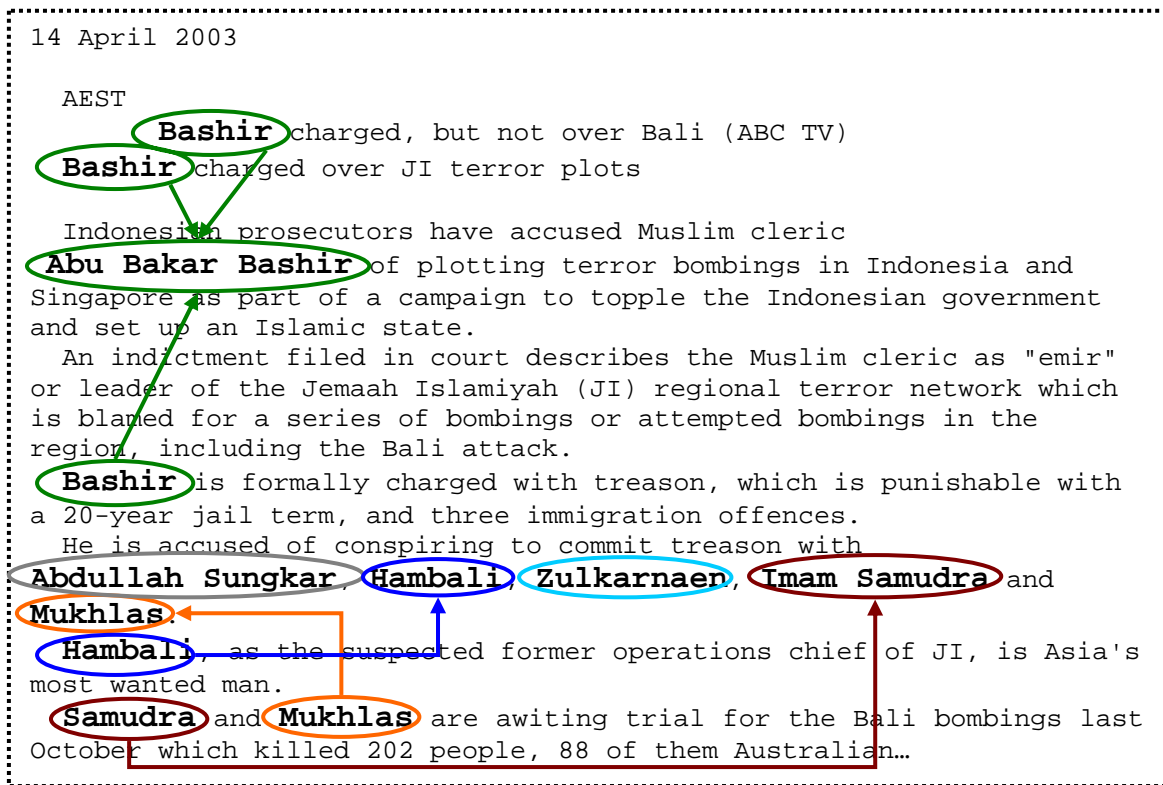 14 April 2003
AEST
Bashir charged, but not over Bali (ABC TV)
Bashir charged over JI terror plots
Indonesian prosecutors have accused Muslim cleric
Abu Bakar Bashir of plotting terror bombings in Indonesia and
Singapore as part of a campaign to topple the Indonesian government
and set up an Islamic state.
An indictment filed in court describes the Muslim cleric as "emir"
or leader of the Jemaah Islamiyah (JI) regional terror network which
is blamed for a series of bombings or attempted bombings in the
region, including the Bali attack.
Bashir is formally charged with treason, which is punishable with
a 20-year jail term, and three immigration offences.
He is accused of conspiring to commit treason with
Abdullah Sungkar, Hambali, Zulkarnaen, Imam Samudra and
Mukhlas.
Hambali, as the suspected former operations chief of JI, is Asia's
most wanted man.
Samudra and Mukhlas are awiting trial for the Bali bombings last
October which killed 202 people, 88 of them Australian…